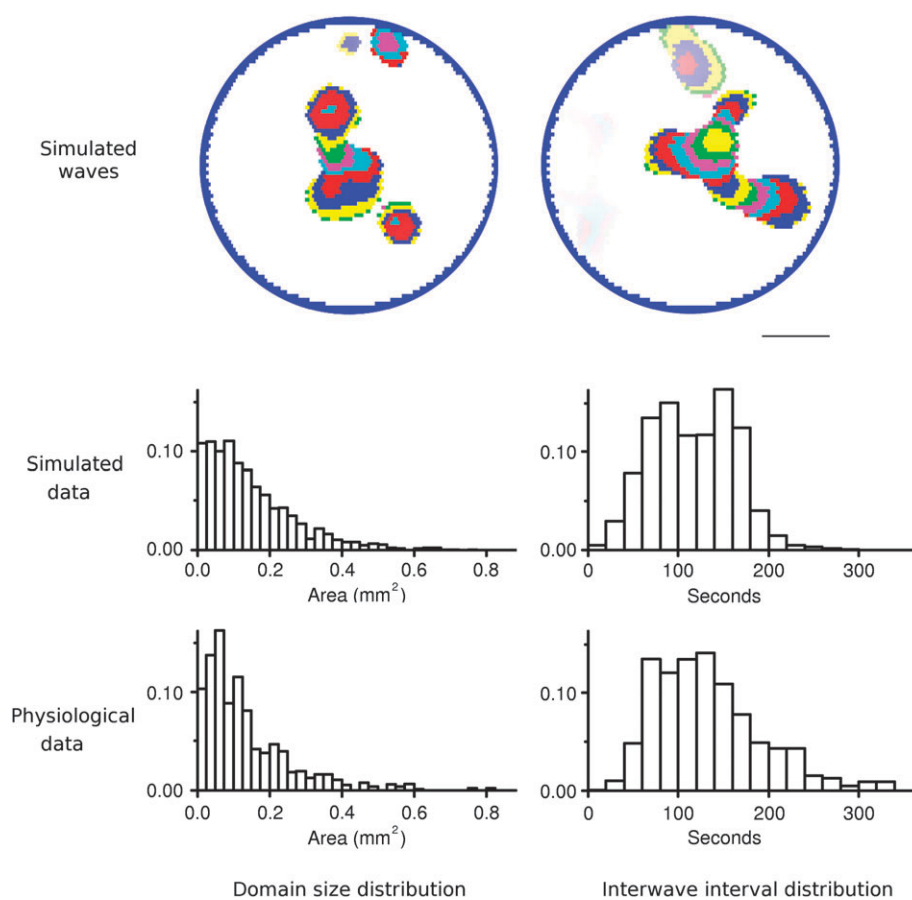 Simulated
waves
Simulated
data
0.10
0.00
0.0 0.2 0.4 0.6 0.8
Area (mm²)
0.10
0.00
0 100 200 300
Seconds
Physiological
data
0.10
0.00
0.0 0.2 0.4 0.6 0.8
Area (mm²)
0.10
0.00
0 100 200 300
Seconds
Domain size distribution
Interwave interval distribution